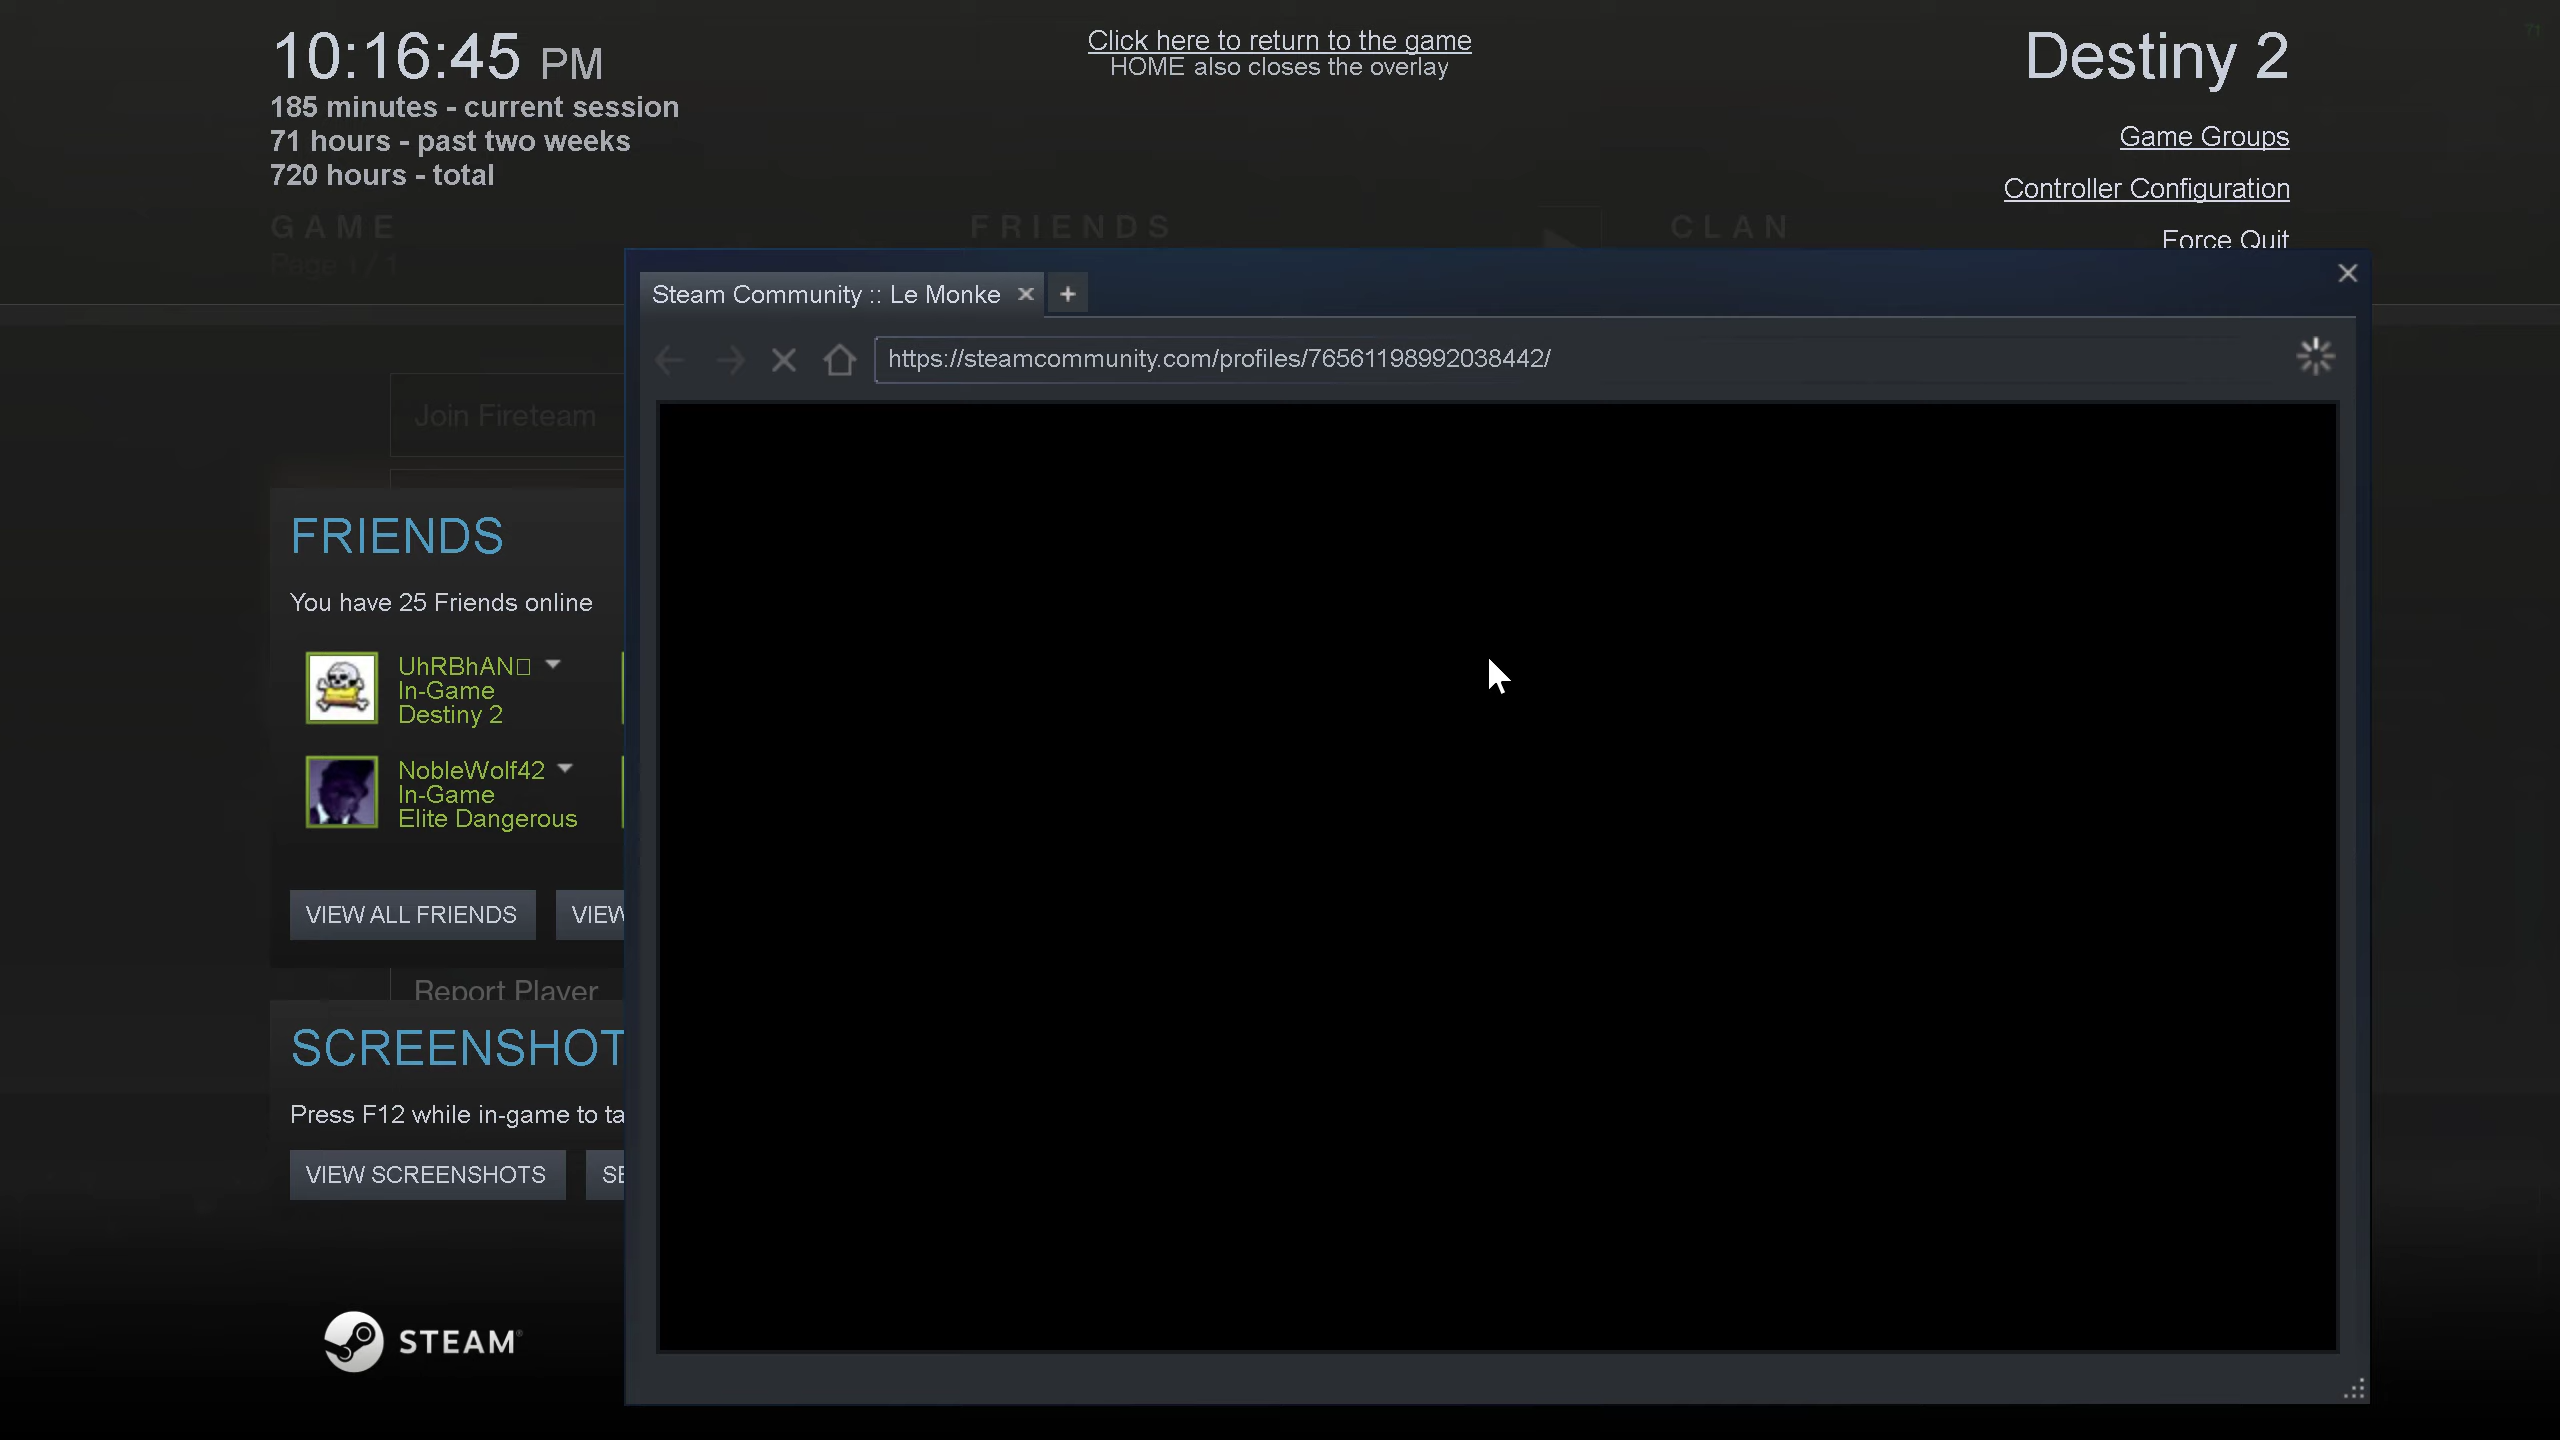 10:16:45 PM
185 minutes - current session
71 hours - past two weeks
720 hours - total
Click here to return to the game
HOME also closes the overlay
Destiny 2
71
Game Groups
Controller Configuration
Force Quit
GAME
Page 1 / 1
FRIENDS
CLAN
Steam Community :: Le Monke
https://steamcommunity.com/profiles/76561198992038442/
Join Fireteam
FRIENDS
You have 25 Friends online
UhRBhAN□
In-Game
Destiny 2
NobleWolf42
In-Game
Elite Dangerous
VIEW ALL FRIENDS
VIEW
Report Player
SCREENSHOT
Press F12 while in-game to ta
VIEW SCREENSHOTS
SE
STEAM®